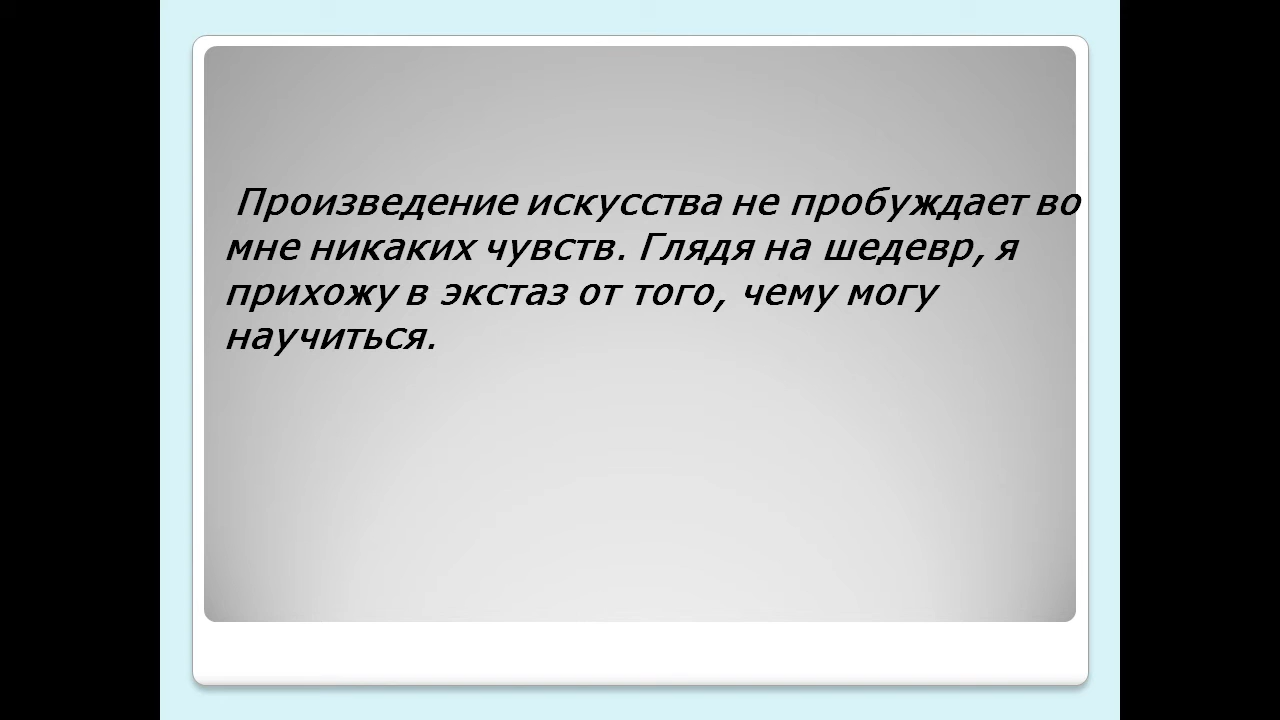 Произведение искусства не пробуждает во
мне никаких чувств. Глядя на шедевр, я
прихожу в экстаз от того, чему могу
научиться.